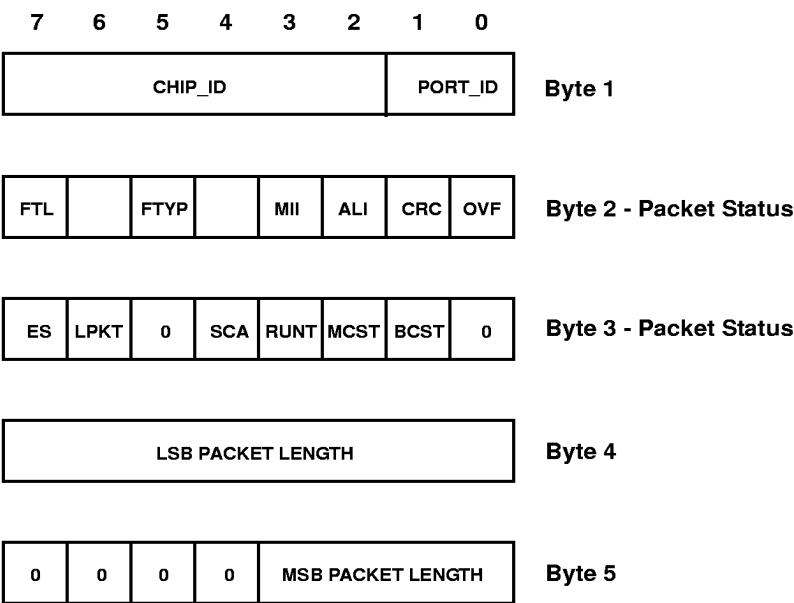 7 6 5 4 3 2 1 0
CHIP_ID PORT_ID Byte 1
FTL FTYP MII ALI CRC OVF Byte 2 - Packet Status
ES LPKT 0 SCA RUNT MCST BCST 0 Byte 3 - Packet Status
LSB PACKET LENGTH Byte 4
0 0 0 0 MSB PACKET LENGTH Byte 5